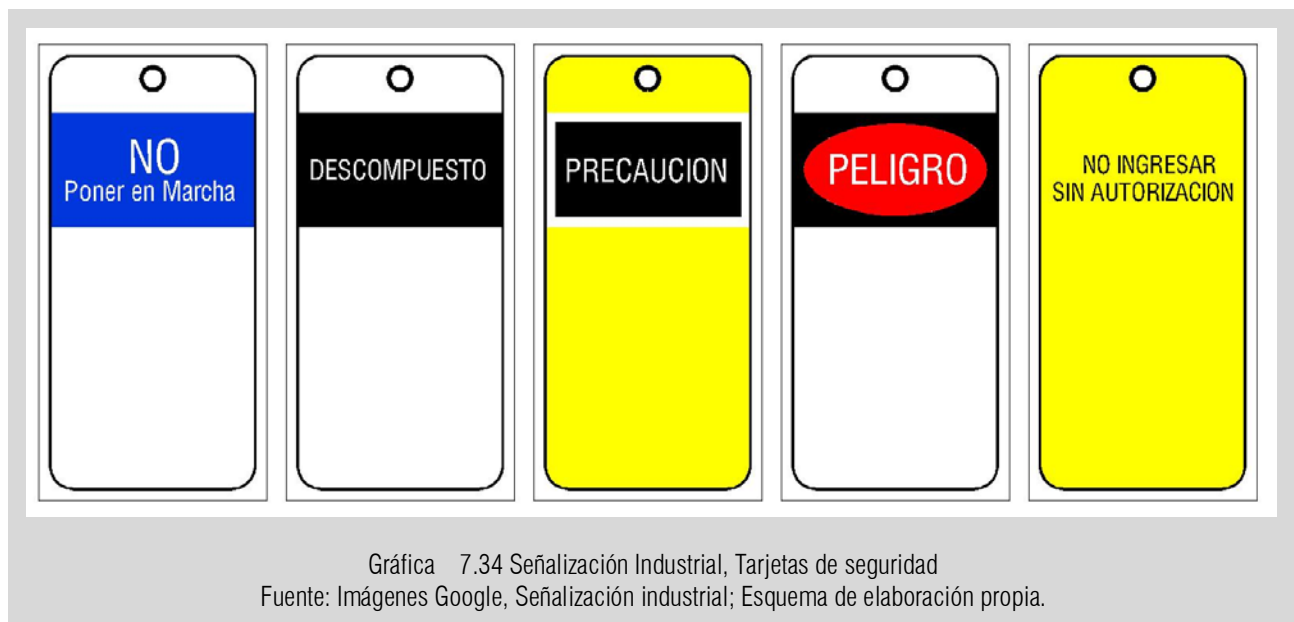 NO
Poner en Marcha
DESCOMPUESTO
PRECAUCION
PELIGRO
NO INGRESAR
SIN AUTORIZACION
Gráfica 7.34 Señalización Industrial, Tarjetas de seguridad
Fuente: Imágenes Google, Señalización industrial; Esquema de elaboración propia.